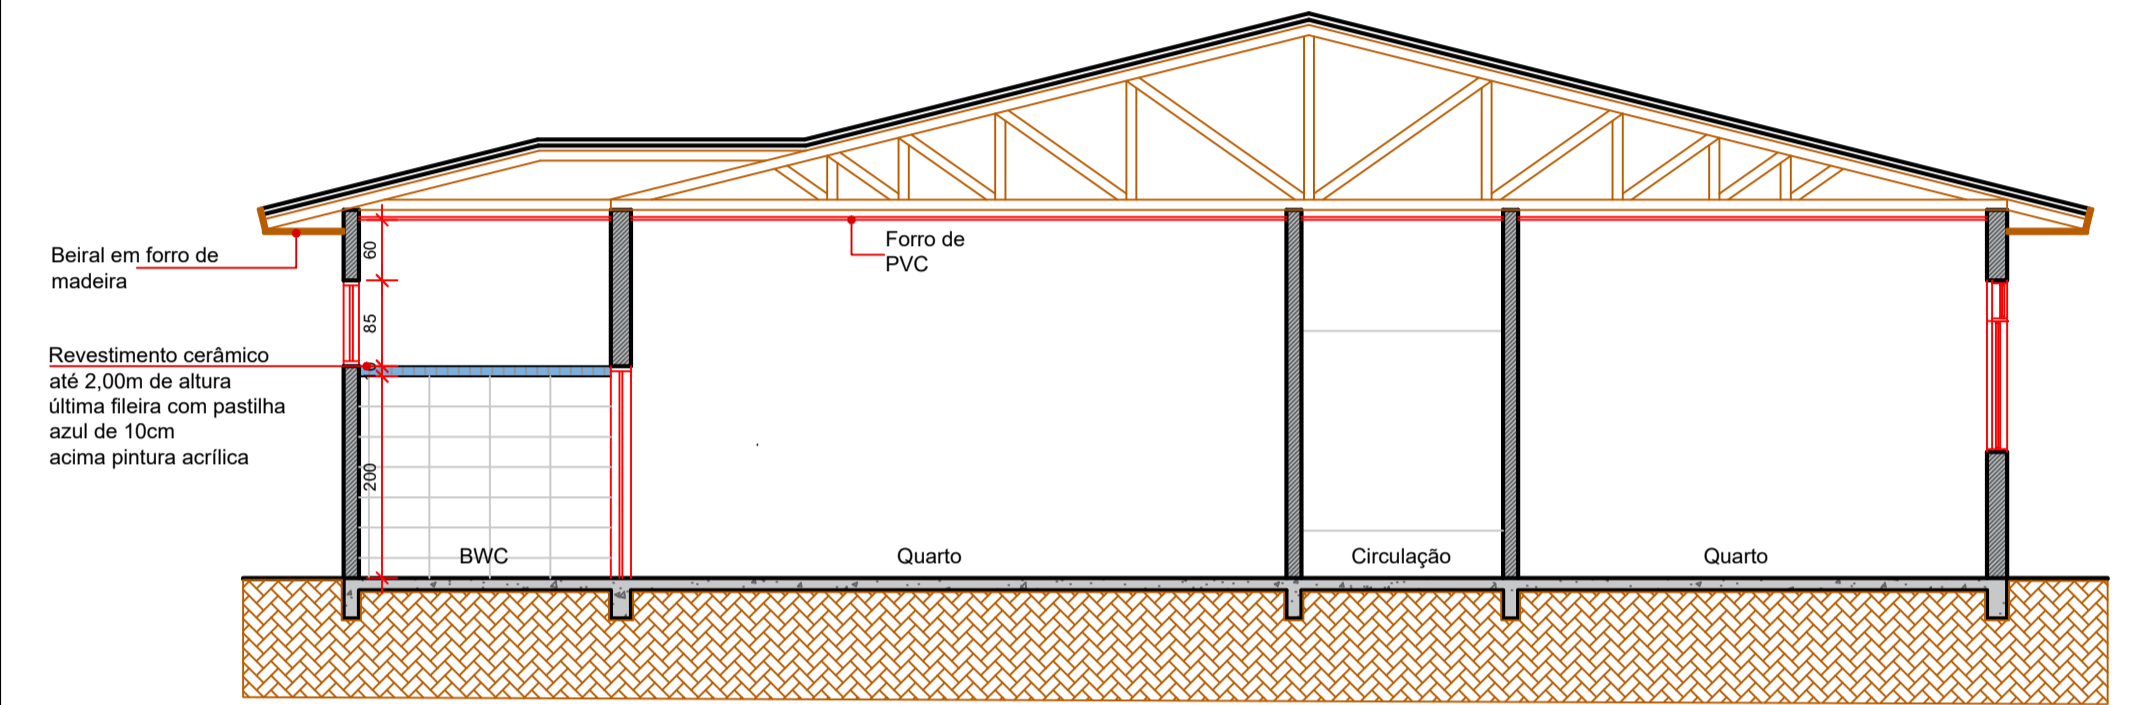 Beiral em forro de
madeira
Forro de
PVC
60
85
Revestimento cerâmico
até 2,00m de altura
última fileira com pastilha
azul de 10cm
acima pintura acrílica
200
BWC
Quarto
Circulação
Quarto